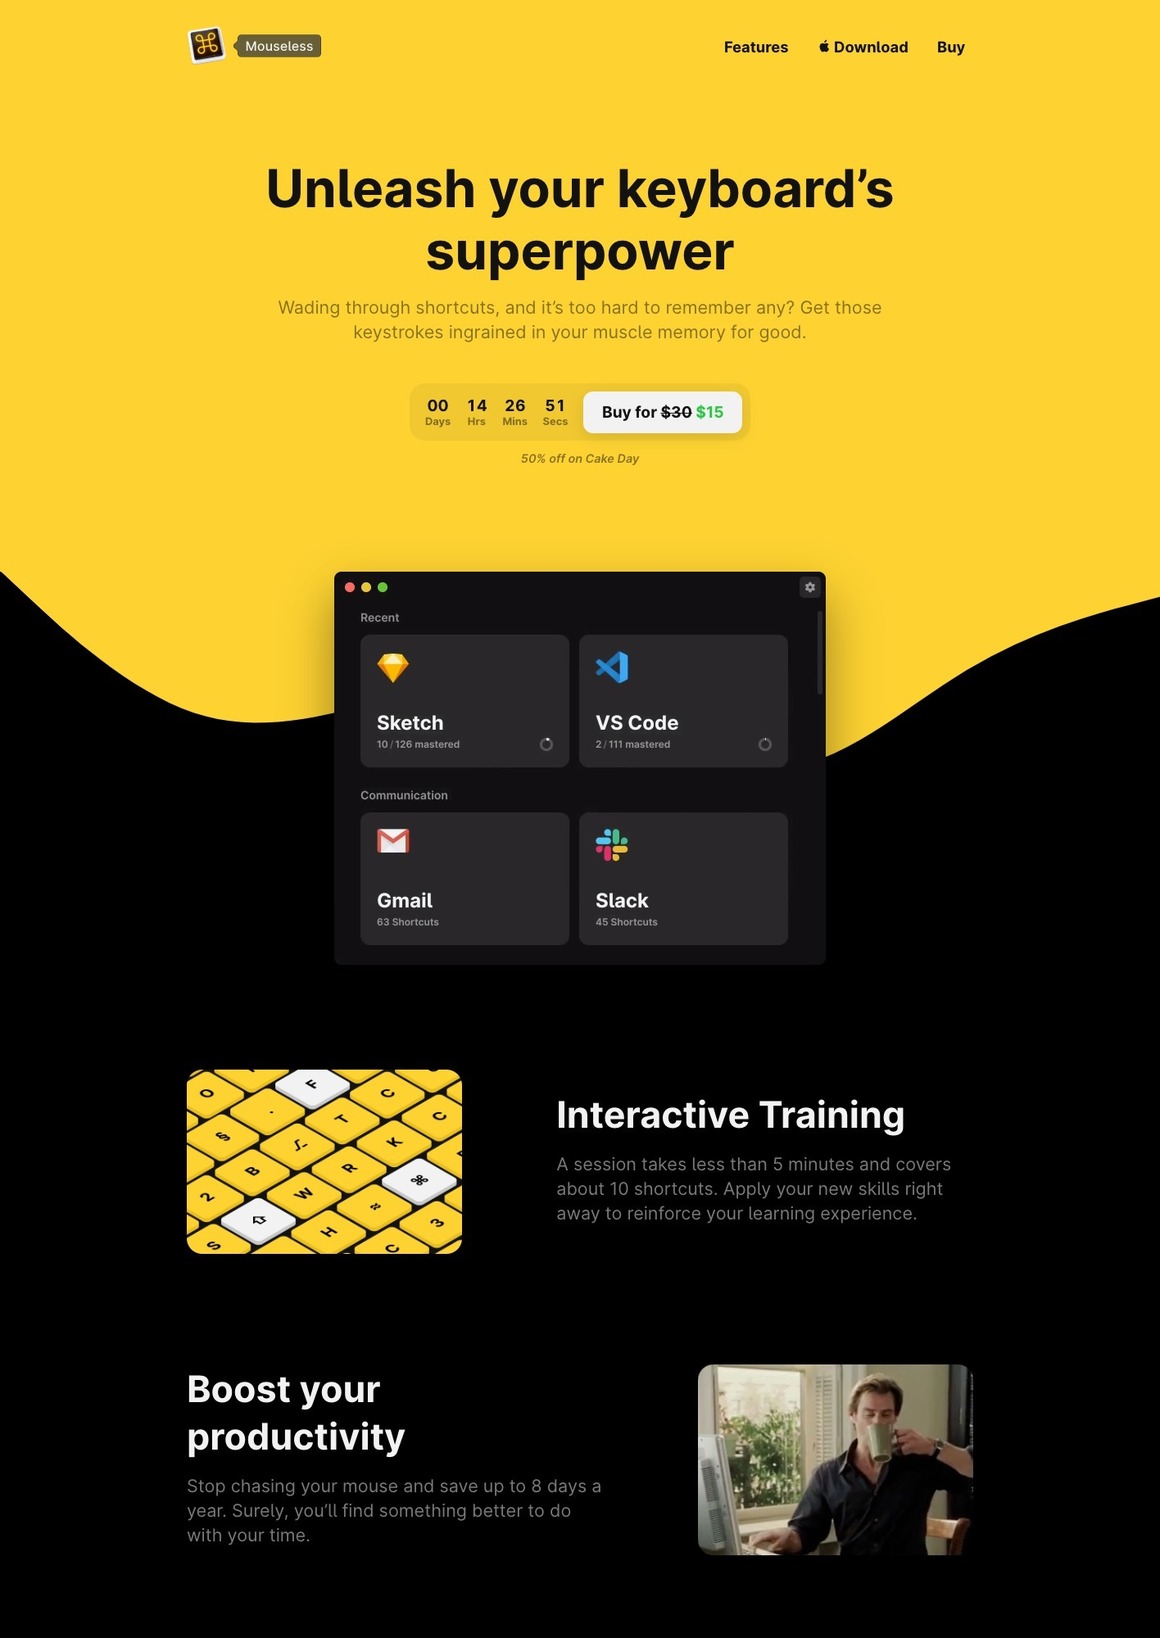 Mouseless
Features
Download
Buy
Unleash your keyboard’s
superpower
Wading through shortcuts, and it’s too hard to remember any? Get those
keystrokes ingrained in your muscle memory for good.
00 14 26 51
Days Hrs Mins Secs
Buy for $30 $15
50% off on Cake Day
Recent
Sketch
10 / 126 mastered
VS Code
2 / 111 mastered
Communication
Gmail
63 Shortcuts
Slack
45 Shortcuts
O
F
C
C
$
.
T
K
B
⌥
R
⌘
2
W
≈
3
⇧
H
S
C
Interactive Training
A session takes less than 5 minutes and covers
about 10 shortcuts. Apply your new skills right
away to reinforce your learning experience.
Boost your
productivity
Stop chasing your mouse and save up to 8 days a
year. Surely, you’ll find something better to do
with your time.